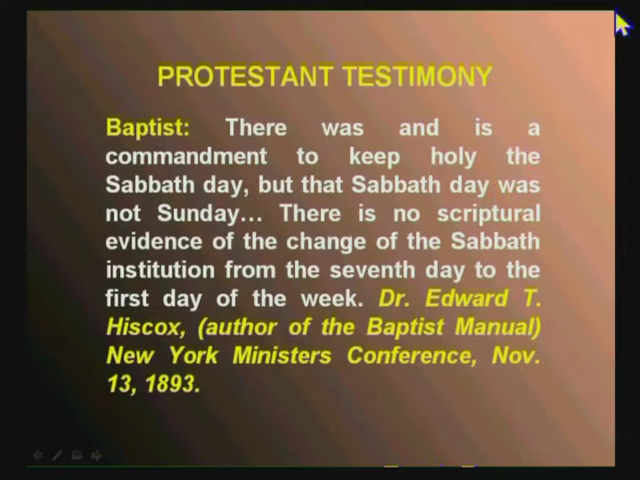 PROTESTANT TESTIMONY
Baptist: There was and is a
commandment to keep holy the
Sabbath day, but that Sabbath day was
not Sunday... There is no scriptural
evidence of the change of the Sabbath
institution from the seventh day to the
first day of the week. Dr. Edward T.
Hiscox, (author of the Baptist Manual)
New York Ministers Conference, Nov.
13, 1893.